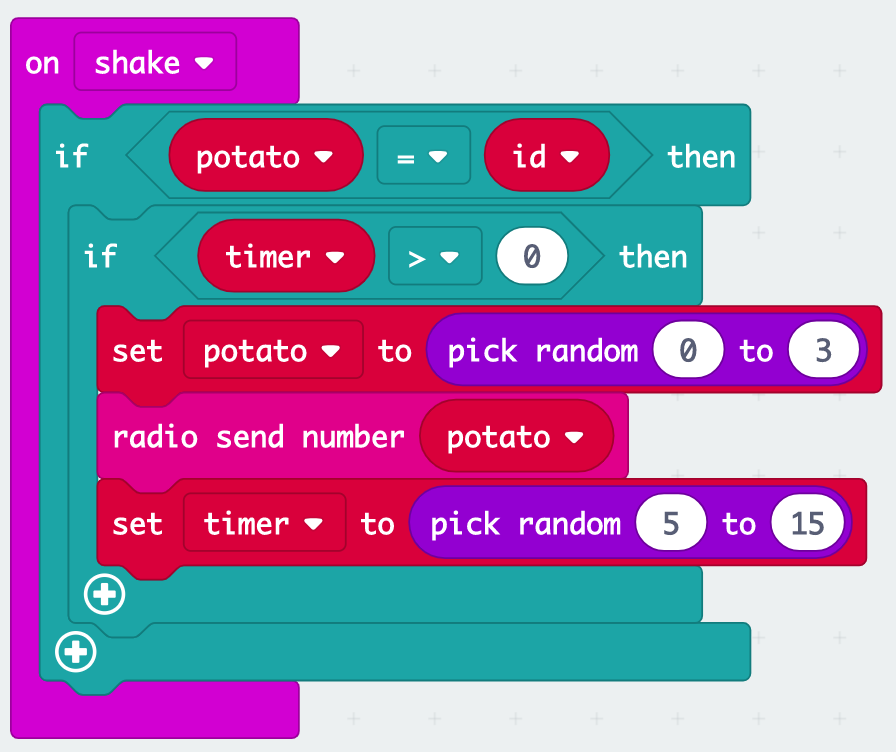 on shake
if potato = id then
if timer > 0 then
set potato to pick random 0 to 3
radio send number potato
set timer to pick random 5 to 15